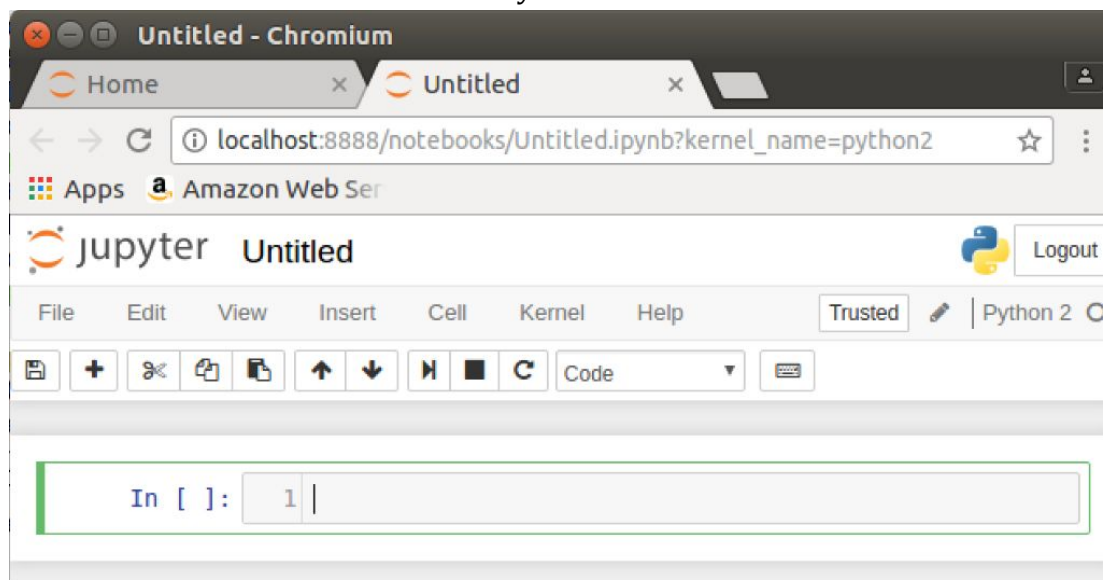 Untitled - Chromium
Home × Untitled ×
localhost:8888/notebooks/Untitled.ipynb?kernel_name=python2
Apps Amazon Web Ser
jupyter Untitled Logout
File Edit View Insert Cell Kernel Help Trusted Python 2
Code
In [ ]: 1